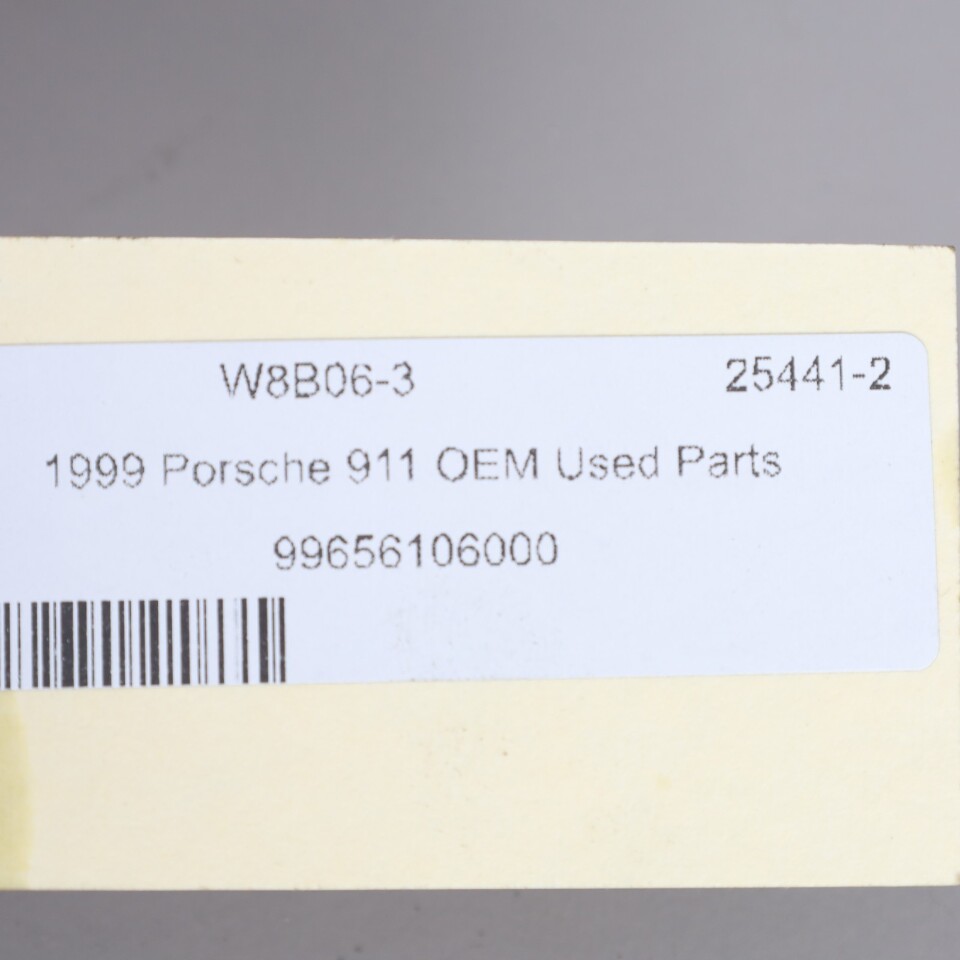 W8B06-3 25441-2
1999 Porsche 911 OEM Used Parts
99656106000